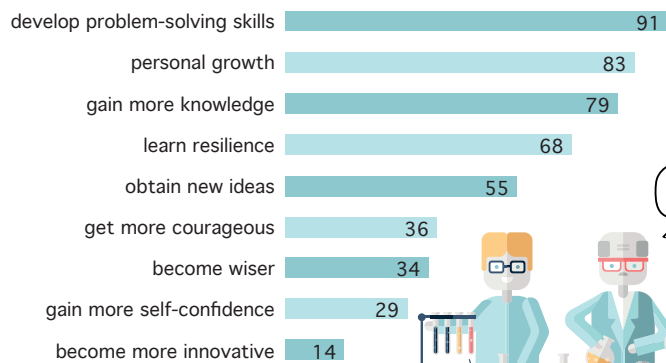 develop problem-solving skills 91
personal growth 83
gain more knowledge 79
learn resilience 68
obtain new ideas 55
get more courageous 36
become wiser 34
gain more self-confidence 29
become more innovative 14